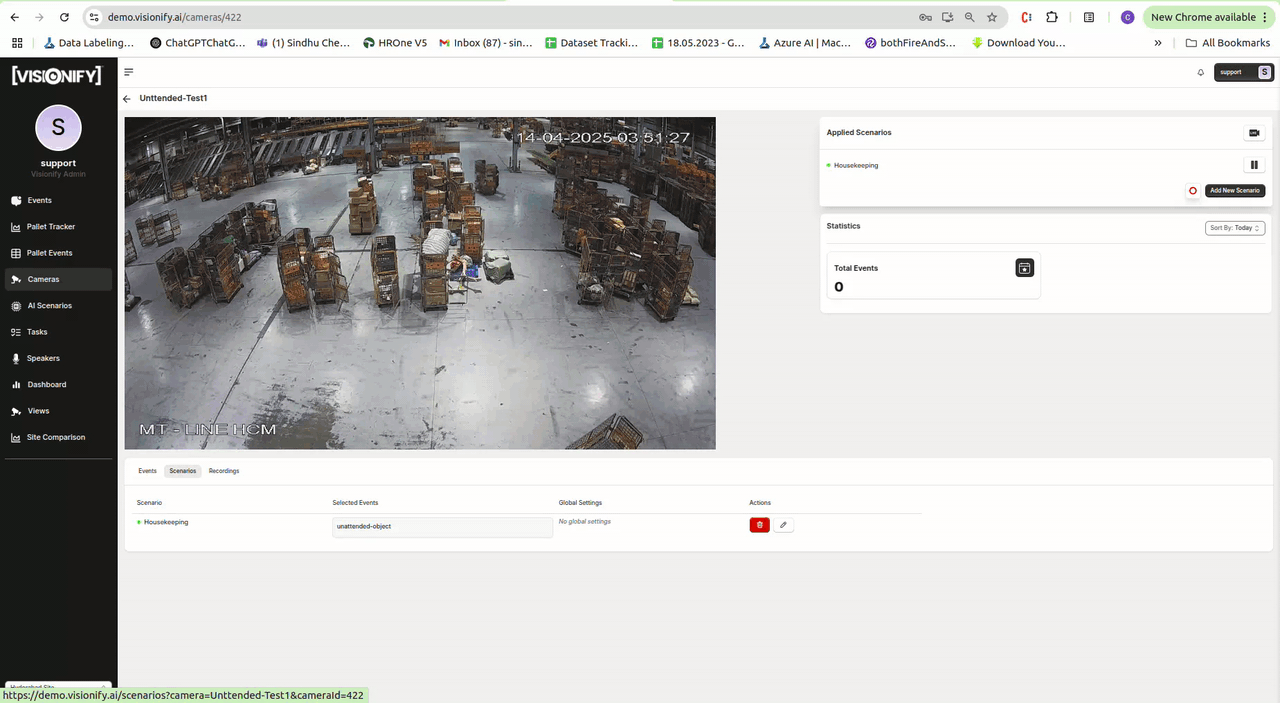 demo.visionify.ai/cameras/422
New Chrome available
Data Labeling...
ChatGPTChatG...
(1) Sindhu Che...
HROne V5
Inbox (87) - sin...
Dataset Tracki...
18.05.2023 - G...
Azure AI | Mac...
bothFireAndS...
Download You...
»
All Bookmarks
[VISIONIFY]
support S
Unttended-Test1
S
support
Visionify Admin
Events
Pallet Tracker
Pallet Events
Cameras
AI Scenarios
Tasks
Speakers
Dashboard
Views
Site Comparison
14-04-2025 03:51:27
MT - LINE HCM
Applied Scenarios
Housekeeping
Add New Scenario
Statistics
Sort By: Today
Total Events
0
Events Scenarios Recordings
Scenario Selected Events Global Settings Actions
Housekeeping unattended-object No global settings
https://demo.visionify.ai/scenarios?camera=Unttended-Test1&cameraId=422